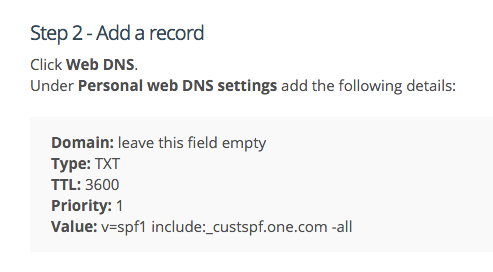 Step 2 - Add a record
Click Web DNS.
Under Personal web DNS settings add the following details:
Domain: leave this field empty
Type: TXT
TTL: 3600
Priority: 1
Value: v=spf1 include:_custspf.one.com -all